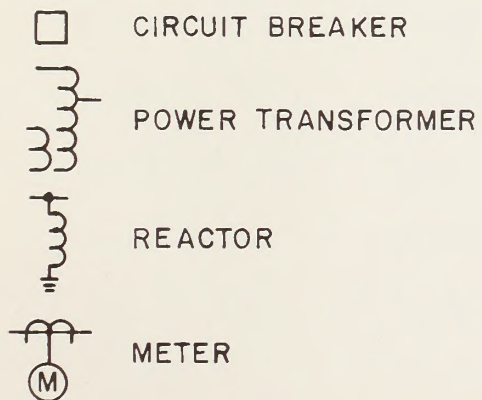 CIRCUIT BREAKER
POWER TRANSFORMER
REACTOR
METER
M